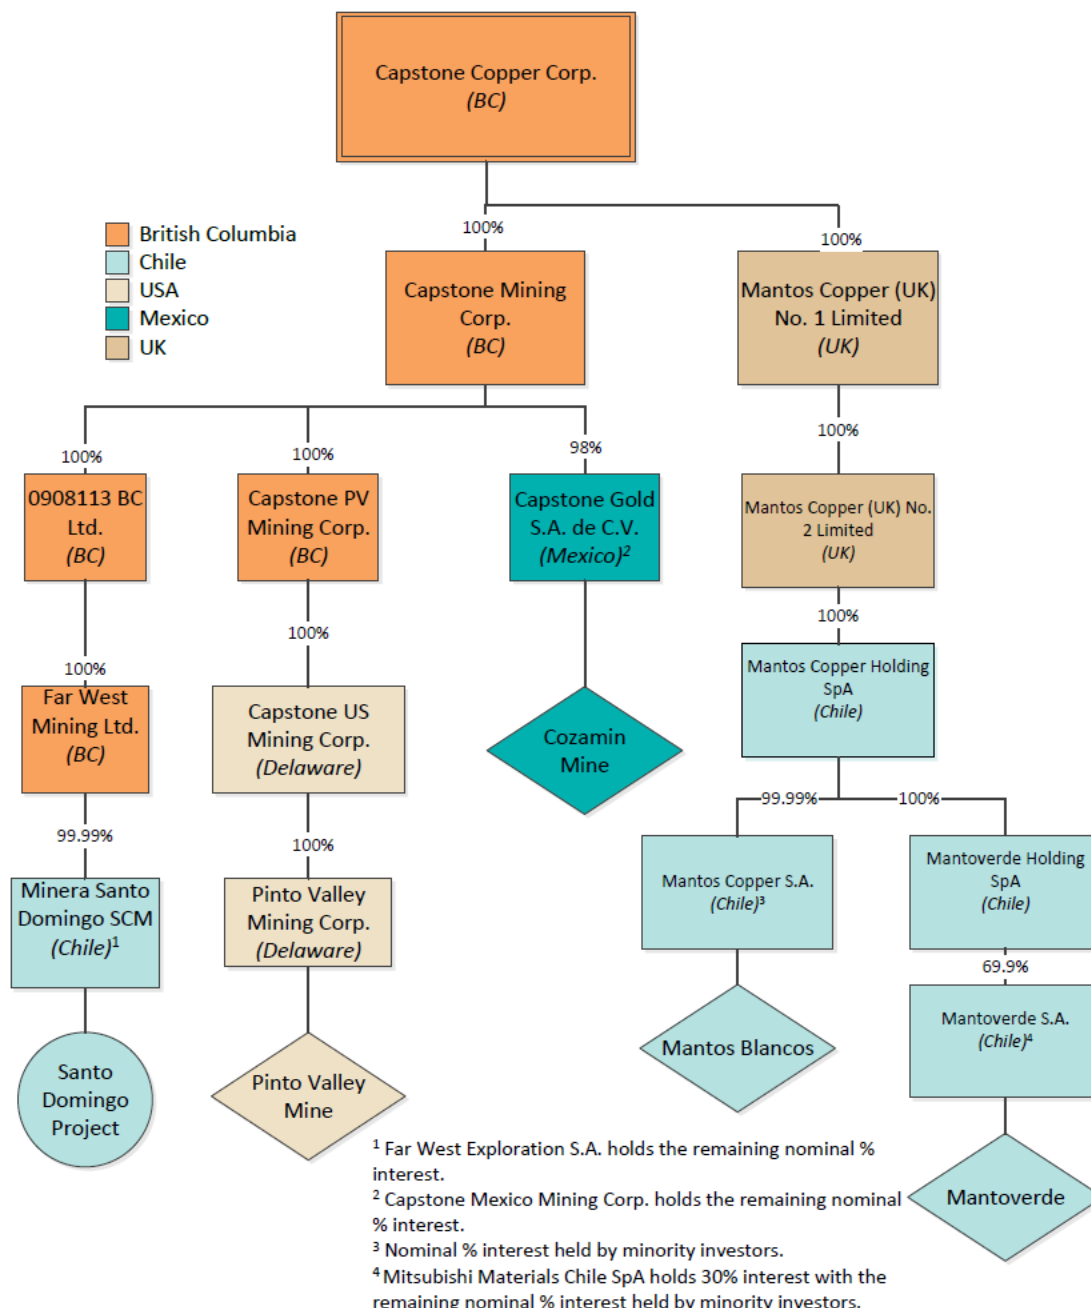 Capstone Copper Corp.
(BC)
100%
100%
British Columbia
Chile
USA
Mexico
UK
Capstone Mining
Corp.
(BC)
Mantos Copper (UK)
No. 1 Limited
(UK)
100%
100%
98%
100%
0908113 BC
Ltd.
(BC)
Capstone PV
Mining Corp.
(BC)
Capstone Gold
S.A. de C.V.
(Mexico)2
Mantos Copper (UK) No.
2 Limited
(UK)
100%
100%
100%
Far West
Mining Ltd.
(BC)
Capstone US
Mining Corp.
(Delaware)
Cozamin
Mine
Mantos Copper Holding
SpA
(Chile)
99.99%
100%
99.99%
100%
Minera Santo
Domingo SCM
(Chile)1
Pinto Valley
Mining Corp.
(Delaware)
Mantos Copper S.A.
(Chile)3
Mantoverde Holding
SpA
(Chile)
69.9%
Mantoverde S.A.
(Chile)4
Santo
Domingo
Project
Pinto Valley
Mine
Mantos Blancos
Mantoverde
1 Far West Exploration S.A. holds the remaining nominal %
interest.
2 Capstone Mexico Mining Corp. holds the remaining nominal
% interest.
3 Nominal % interest held by minority investors.
4 Mitsubishi Materials Chile SpA holds 30% interest with the
remaining nominal % interest held by minority investors.